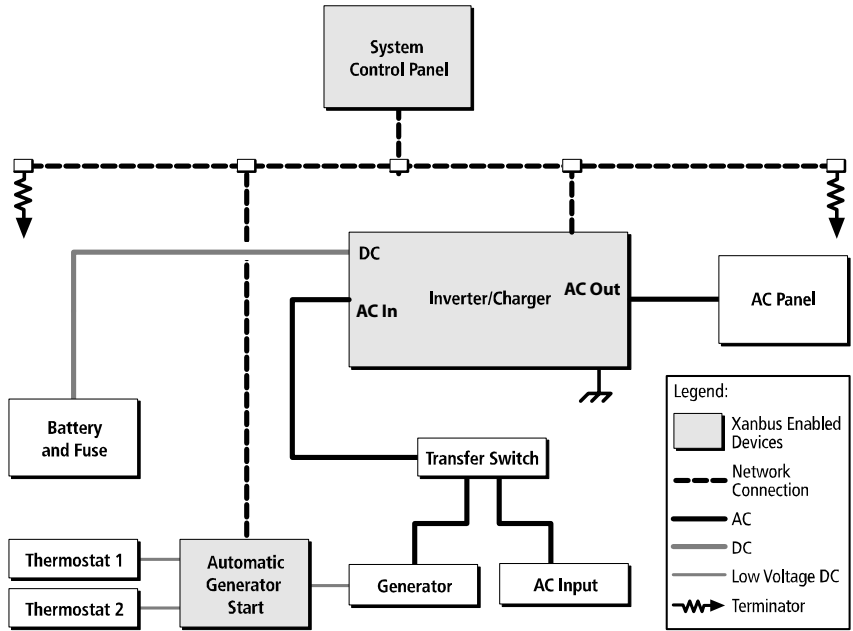 System
Control Panel
DC
AC In
Inverter/Charger
AC Out
AC Panel
Battery
and Fuse
Transfer Switch
Thermostat 1
Thermostat 2
Automatic
Generator
Start
Generator
AC Input
Legend:
Xanbus Enabled
Devices
Network
Connection
AC
DC
Low Voltage DC
Terminator